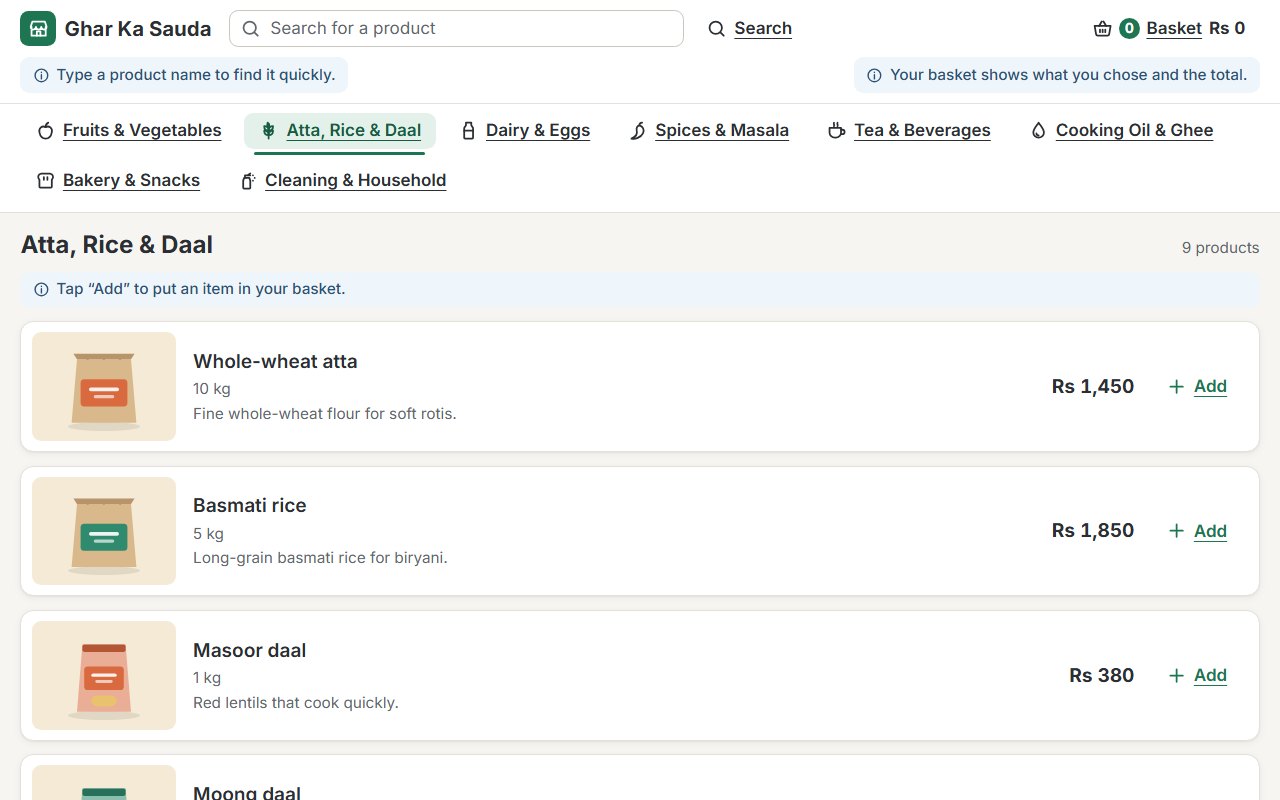 Ghar Ka Sauda
Search for a product
Search
0 Basket Rs 0
Type a product name to find it quickly.
Your basket shows what you chose and the total.
Fruits & Vegetables
Atta, Rice & Daal
Dairy & Eggs
Spices & Masala
Tea & Beverages
Cooking Oil & Ghee
Bakery & Snacks
Cleaning & Household
Atta, Rice & Daal
9 products
Tap “Add” to put an item in your basket.
Whole-wheat atta
10 kg
Fine whole-wheat flour for soft rotis.
Rs 1,450
Add
Basmati rice
5 kg
Long-grain basmati rice for biryani.
Rs 1,850
Add
Masoor daal
1 kg
Red lentils that cook quickly.
Rs 380
Add
Moong daal